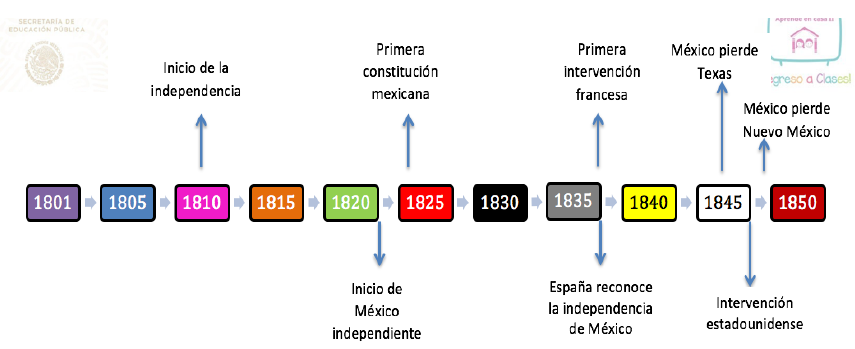 SECRETARÍA DE
EDUCACIÓN PÚBLICA
Aprende en casa II
egreso a Clases
Inicio de la
independencia
Primera
constitución
mexicana
Primera
intervención
francesa
México pierde
Texas
México pierde
Nuevo México
1801
1805
1810
1815
1820
1825
1830
1835
1840
1845
1850
Inicio de
México
independiente
España reconoce
la independencia
de México
Intervención
estadounidense